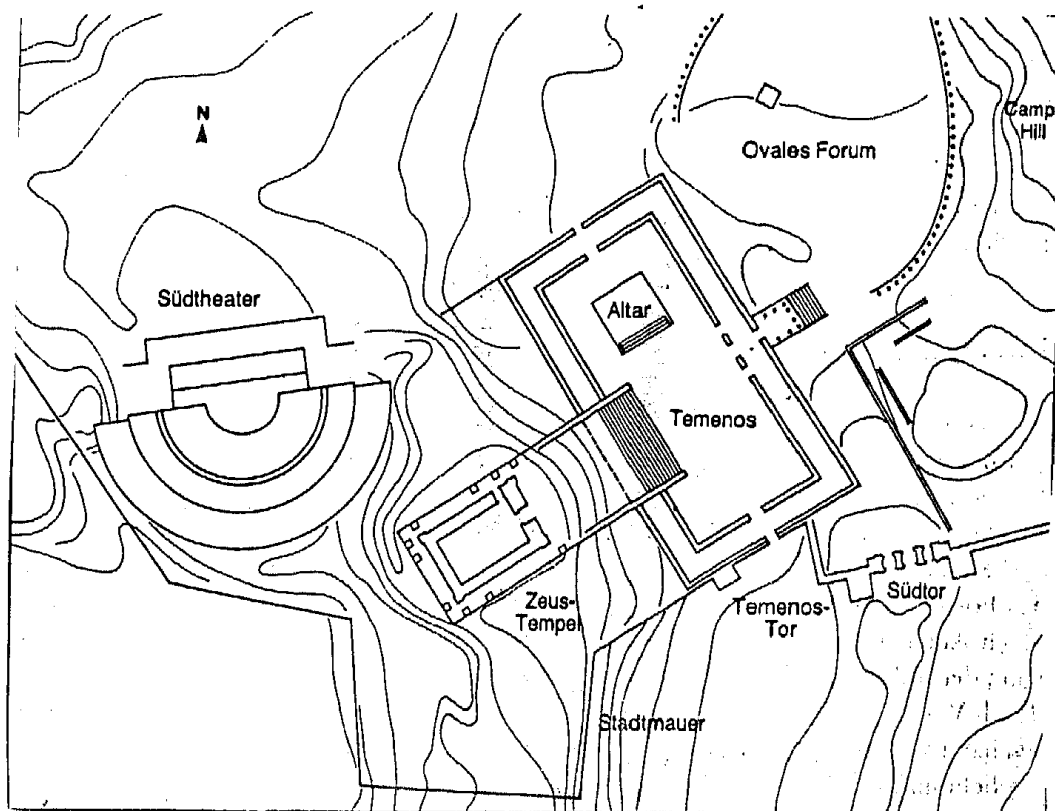 N
Camp
Hill
Ovales Forum
Südtheater
Altar
Temenos
Zeus-
Tempel
Temenos-
Tor
Südtor
Stadtmauer